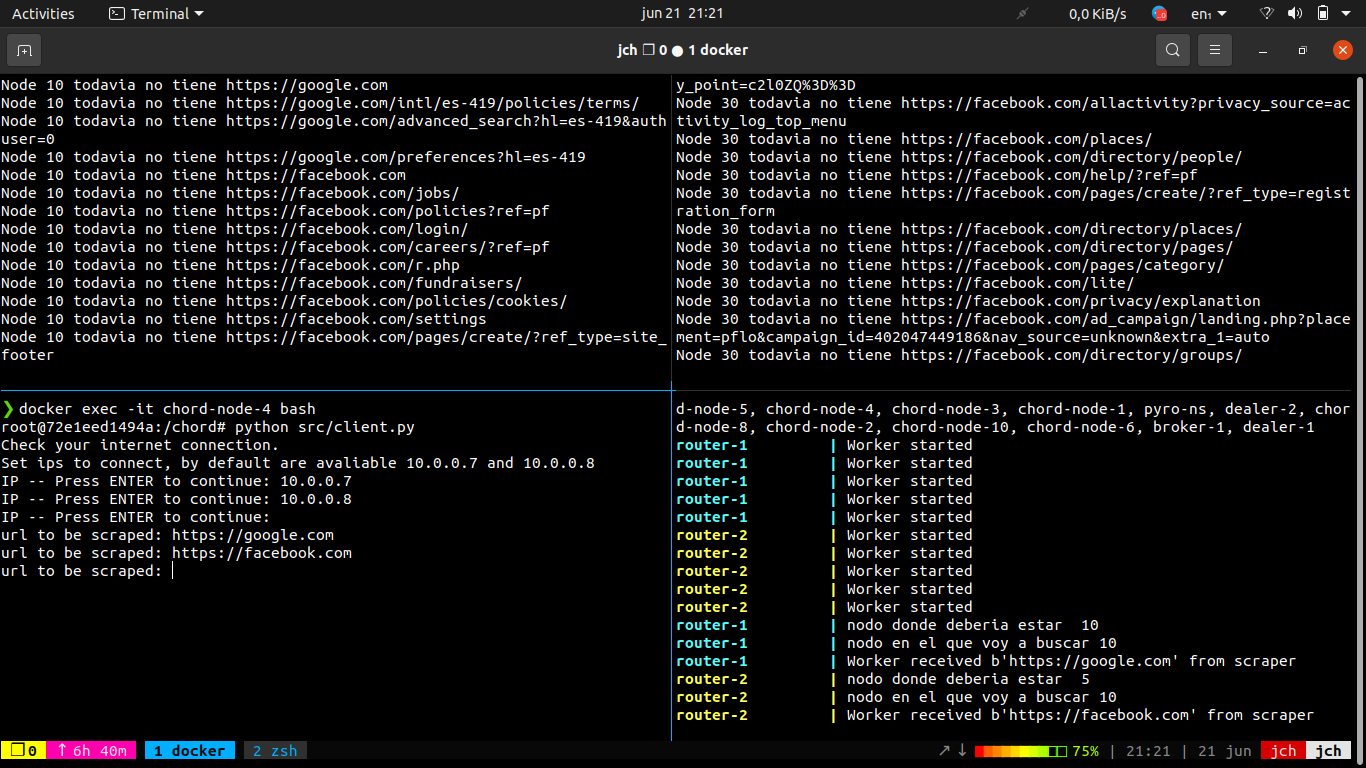 Activities Terminal jun 21 21:21 0,0 KiB/s en₁
jch ❐ 0 ● 1 docker
Node 10 todavia no tiene https://google.com
Node 10 todavia no tiene https://google.com/intl/es-419/policies/terms/
Node 10 todavia no tiene https://google.com/advanced_search?hl=es-419&auth
user=0
Node 10 todavia no tiene https://google.com/preferences?hl=es-419
Node 10 todavia no tiene https://facebook.com
Node 10 todavia no tiene https://facebook.com/jobs/
Node 10 todavia no tiene https://facebook.com/policies?ref=pf
Node 10 todavia no tiene https://facebook.com/login/
Node 10 todavia no tiene https://facebook.com/careers/?ref=pf
Node 10 todavia no tiene https://facebook.com/r.php
Node 10 todavia no tiene https://facebook.com/fundraisers/
Node 10 todavia no tiene https://facebook.com/policies/cookies/
Node 10 todavia no tiene https://facebook.com/settings
Node 10 todavia no tiene https://facebook.com/pages/create/?ref_type=site_
footer
y_point=c2l0ZQ%3D%3D
Node 30 todavia no tiene https://facebook.com/allactivity?privacy_source=ac
tivity_log_top_menu
Node 30 todavia no tiene https://facebook.com/places/
Node 30 todavia no tiene https://facebook.com/directory/people/
Node 30 todavia no tiene https://facebook.com/help/?ref=pf
Node 30 todavia no tiene https://facebook.com/pages/create/?ref_type=regist
ration_form
Node 30 todavia no tiene https://facebook.com/directory/places/
Node 30 todavia no tiene https://facebook.com/directory/pages/
Node 30 todavia no tiene https://facebook.com/pages/category/
Node 30 todavia no tiene https://facebook.com/lite/
Node 30 todavia no tiene https://facebook.com/privacy/explanation
Node 30 todavia no tiene https://facebook.com/ad_campaign/landing.php?place
ment=pflo&campaign_id=402047449186&nav_source=unknown&extra_1=auto
Node 30 todavia no tiene https://facebook.com/directory/groups/
❯ docker exec -it chord-node-4 bash
root@72e1eed1494a:/chord# python src/client.py
Check your internet connection.
Set ips to connect, by default are avaliable 10.0.0.7 and 10.0.0.8
IP -- Press ENTER to continue: 10.0.0.7
IP -- Press ENTER to continue: 10.0.0.8
IP -- Press ENTER to continue:
url to be scraped: https://google.com
url to be scraped: https://facebook.com
url to be scraped:
d-node-5, chord-node-4, chord-node-3, chord-node-1, pyro-ns, dealer-2, chor
d-node-8, chord-node-2, chord-node-10, chord-node-6, broker-1, dealer-1
router-1 | Worker started
router-1 | Worker started
router-1 | Worker started
router-1 | Worker started
router-1 | Worker started
router-2 | Worker started
router-2 | Worker started
router-2 | Worker started
router-2 | Worker started
router-2 | Worker started
router-1 | nodo donde deberia estar 10
router-1 | nodo en el que voy a buscar 10
router-1 | Worker received b'https://google.com' from scraper
router-2 | nodo donde deberia estar 5
router-2 | nodo en el que voy a buscar 10
router-2 | Worker received b'https://facebook.com' from scraper
❐ 0 ↑ 6h 40m 1 docker 2 zsh ↗ ↓ 75% | 21:21 | 21 jun jch jch